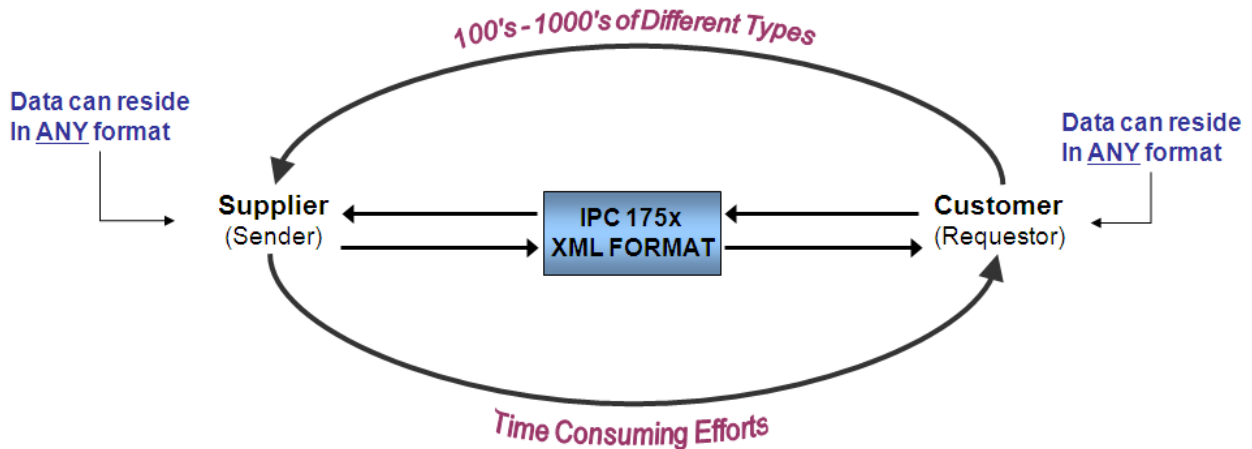 100's - 1000's of Different Types
Data can reside
In ANY format
Data can reside
In ANY format
Supplier
(Sender)
IPC 175x
XML FORMAT
Customer
(Requestor)
Time Consuming Efforts